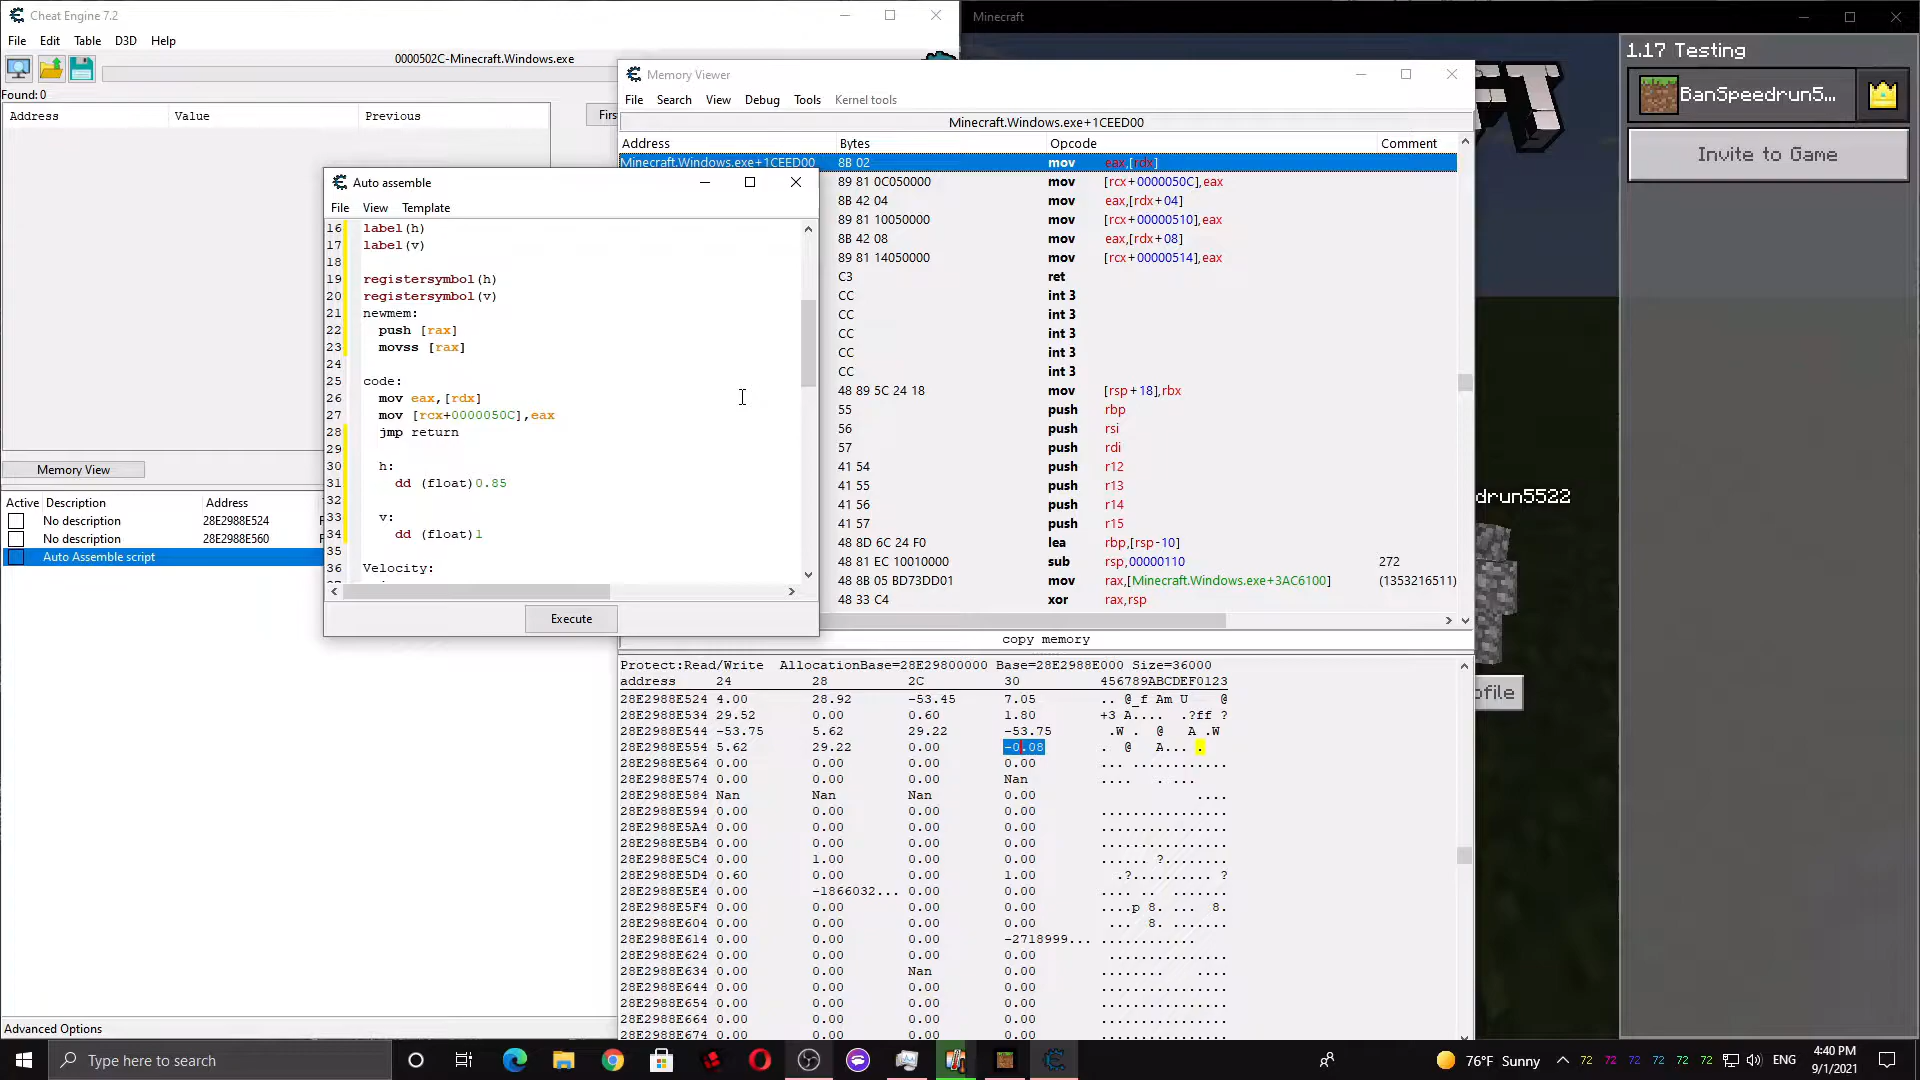 Cheat Engine 7.2
File Edit Table D3D Help
0000502C-Minecraft.Windows.exe
Found: 0
Address Value Previous
Memory View
Active Description Address
No description 28E2988E524
No description 28E2988E560
Auto Assemble script
Advanced Options
Auto assemble
File View Template
16 label(h)
17 label(v)
18
19 registersymbol(h)
20 registersymbol(v)
21 newmem:
22 push [rax]
23 movss [rax]
24
25 code:
26 mov eax,[rdx]
27 mov [rcx+0000050C],eax
28 jmp return
29
30 h:
31 dd (float)0.85
32
33 v:
34 dd (float)1
35
36 Velocity:
Execute
Memory Viewer
File Search View Debug Tools Kernel tools
Minecraft.Windows.exe+1CEED00
Address Bytes Opcode Comment
Minecraft.Windows.exe+1CEED00 8B 02 mov eax,[rdx]
89 81 0C050000 mov [rcx+0000050C],eax
8B 42 04 mov eax,[rdx+04]
89 81 10050000 mov [rcx+00000510],eax
8B 42 08 mov eax,[rdx+08]
89 81 14050000 mov [rcx+00000514],eax
C3 ret
CC int 3
CC int 3
CC int 3
CC int 3
CC int 3
48 89 5C 24 18 mov [rsp+18],rbx
55 push rbp
56 push rsi
57 push rdi
41 54 push r12
41 55 push r13
41 56 push r14
41 57 push r15
48 8D 6C 24 F0 lea rbp,[rsp-10]
48 81 EC 10010000 sub rsp,00000110 272
48 8B 05 BD73DD01 mov rax,[Minecraft.Windows.exe+3AC6100] (1353216511)
48 33 C4 xor rax,rsp
copy memory
Protect:Read/Write AllocationBase=28E29800000 Base=28E2988E000 Size=36000
address 24 28 2C 30 456789ABCDEF0123
28E2988E524 4.00 28.92 -53.45 7.05 .. @_f Am U @
28E2988E534 29.52 0.00 0.60 1.80 +3 A.... .?ff ?
28E2988E544 -53.75 5.62 29.22 -53.75 .W . @ A .W
28E2988E554 5.62 29.22 0.00 -0.08 . @ A... .
28E2988E564 0.00 0.00 0.00 0.00 ... ............
28E2988E574 0.00 0.00 0.00 Nan .... . ...
28E2988E584 Nan Nan Nan 0.00 ....
28E2988E594 0.00 0.00 0.00 0.00 ................
28E2988E5A4 0.00 0.00 0.00 0.00 ................
28E2988E5B4 0.00 0.00 0.00 0.00 ................
28E2988E5C4 0.00 1.00 0.00 0.00 ...... ?........
28E2988E5D4 0.60 0.00 0.00 1.00 .?.......... ?
28E2988E5E4 0.00 -1866032... 0.00 0.00 .... .. ........
28E2988E5F4 0.00 0.00 0.00 0.00 ....p 8. ... 8.
28E2988E604 0.00 0.00 0.00 0.00 ... 8. .......
28E2988E614 0.00 0.00 0.00 -2718999... ............
28E2988E624 0.00 0.00 0.00 0.00 ................
28E2988E634 0.00 0.00 Nan 0.00 ........ ....
28E2988E644 0.00 0.00 0.00 0.00 ................
28E2988E654 0.00 0.00 0.00 0.00 ................
28E2988E664 0.00 0.00 0.00 0.00 ................
28E2988E674 0.00 0.00 0.00 0.00 ................
Minecraft
1.17 Testing
BanSpeedrun5...
Invite to Game
drun5522
ofile
Type here to search
76°F Sunny
72 72 72 72 72 72
ENG
4:40 PM
9/1/2021